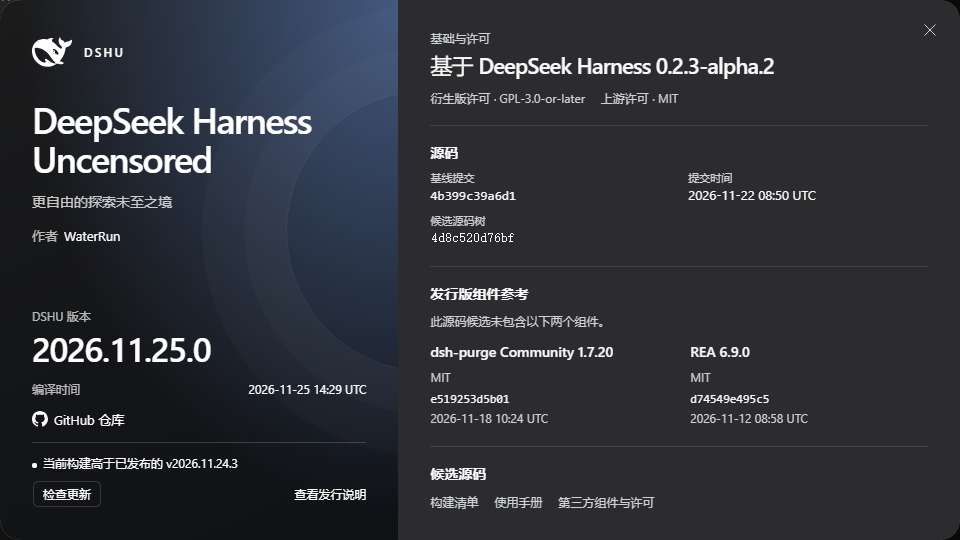 DSHU
DeepSeek Harness
Uncensored
更自由的探索未至之境
作者 WaterRun
DSHU 版本
2026.11.25.0
编译时间 2026-11-25 14:29 UTC
GitHub 仓库
当前构建高于已发布的 v2026.11.24.3
检查更新 查看发行说明
基础与许可
基于 DeepSeek Harness 0.2.3-alpha.2
衍生版许可 · GPL-3.0-or-later 上游许可 · MIT
源码
基线提交 提交时间
4b399c39a6d1 2026-11-22 08:50 UTC
候选源码树
4d8c520d76bf
发行版组件参考
此源码候选未包含以下两个组件。
dsh-purge Community 1.7.20 REA 6.9.0
MIT MIT
e519253d5b01 d74549e495c5
2026-11-18 10:24 UTC 2026-11-12 08:58 UTC
候选源码
构建清单 使用手册 第三方组件与许可